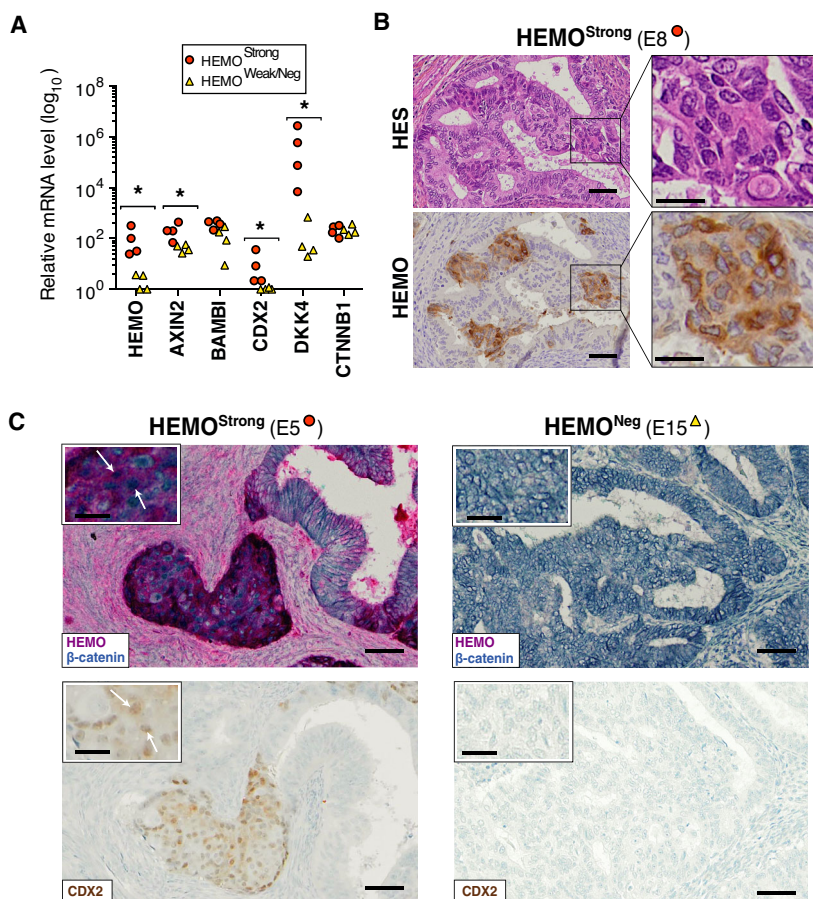 A
HEMO Strong
HEMO Weak/Neg
Relative mRNA level (log10)
10^8
10^6
10^4
10^2
10^0
*
*
*
*
HEMO
AXIN2
BAMBI
CDX2
DKK4
CTNNB1
B
HEMO^Strong (E8)
HES
HEMO
C
HEMO^Strong (E5)
HEMO^Neg (E15)
HEMO
β-catenin
HEMO
β-catenin
CDX2
CDX2